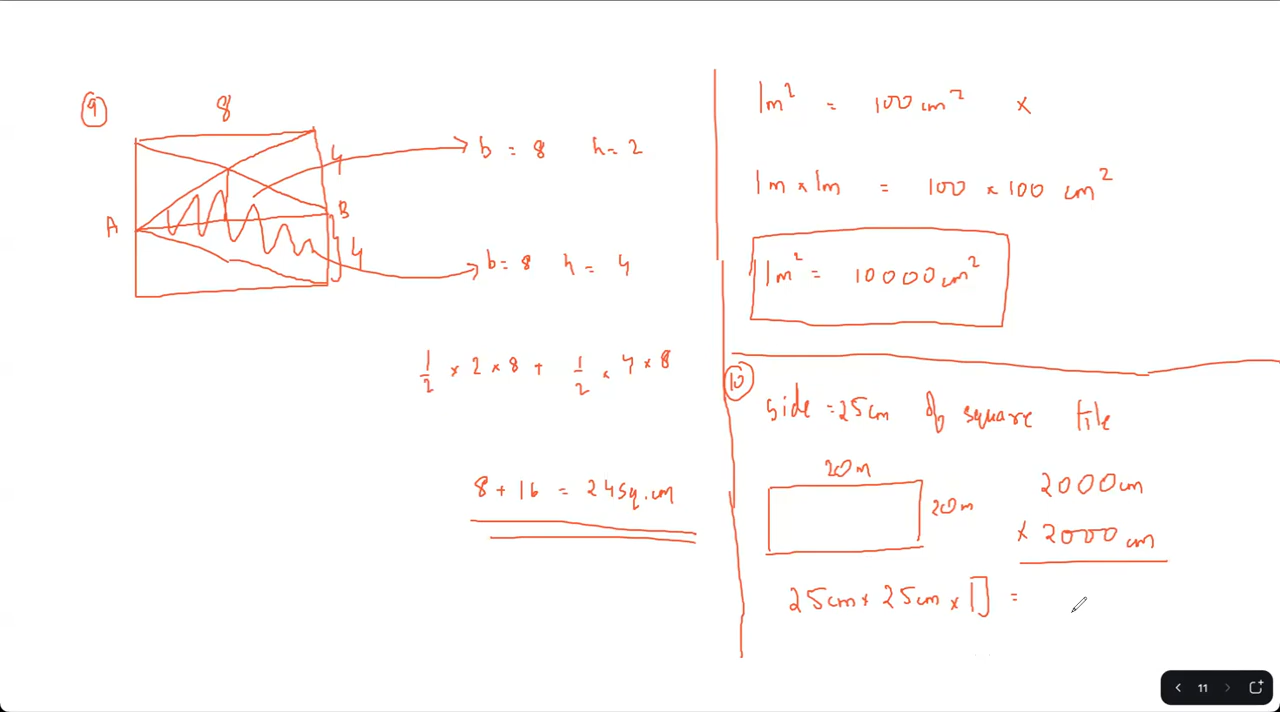 9
8
4
A
B
4
b = 8 h = 2
b = 8 h = 4
1/2 × 2 × 8 + 1/2 × 4 × 8
8 + 16 = 24 sq.cm
1m² = 100 cm² ×
1m × 1m = 100 × 100 cm²
1m² = 10000 cm²
10
side = 25cm of square tile
20m
20m
2000cm
× 2000 cm
25cm × 25cm × [] =
11